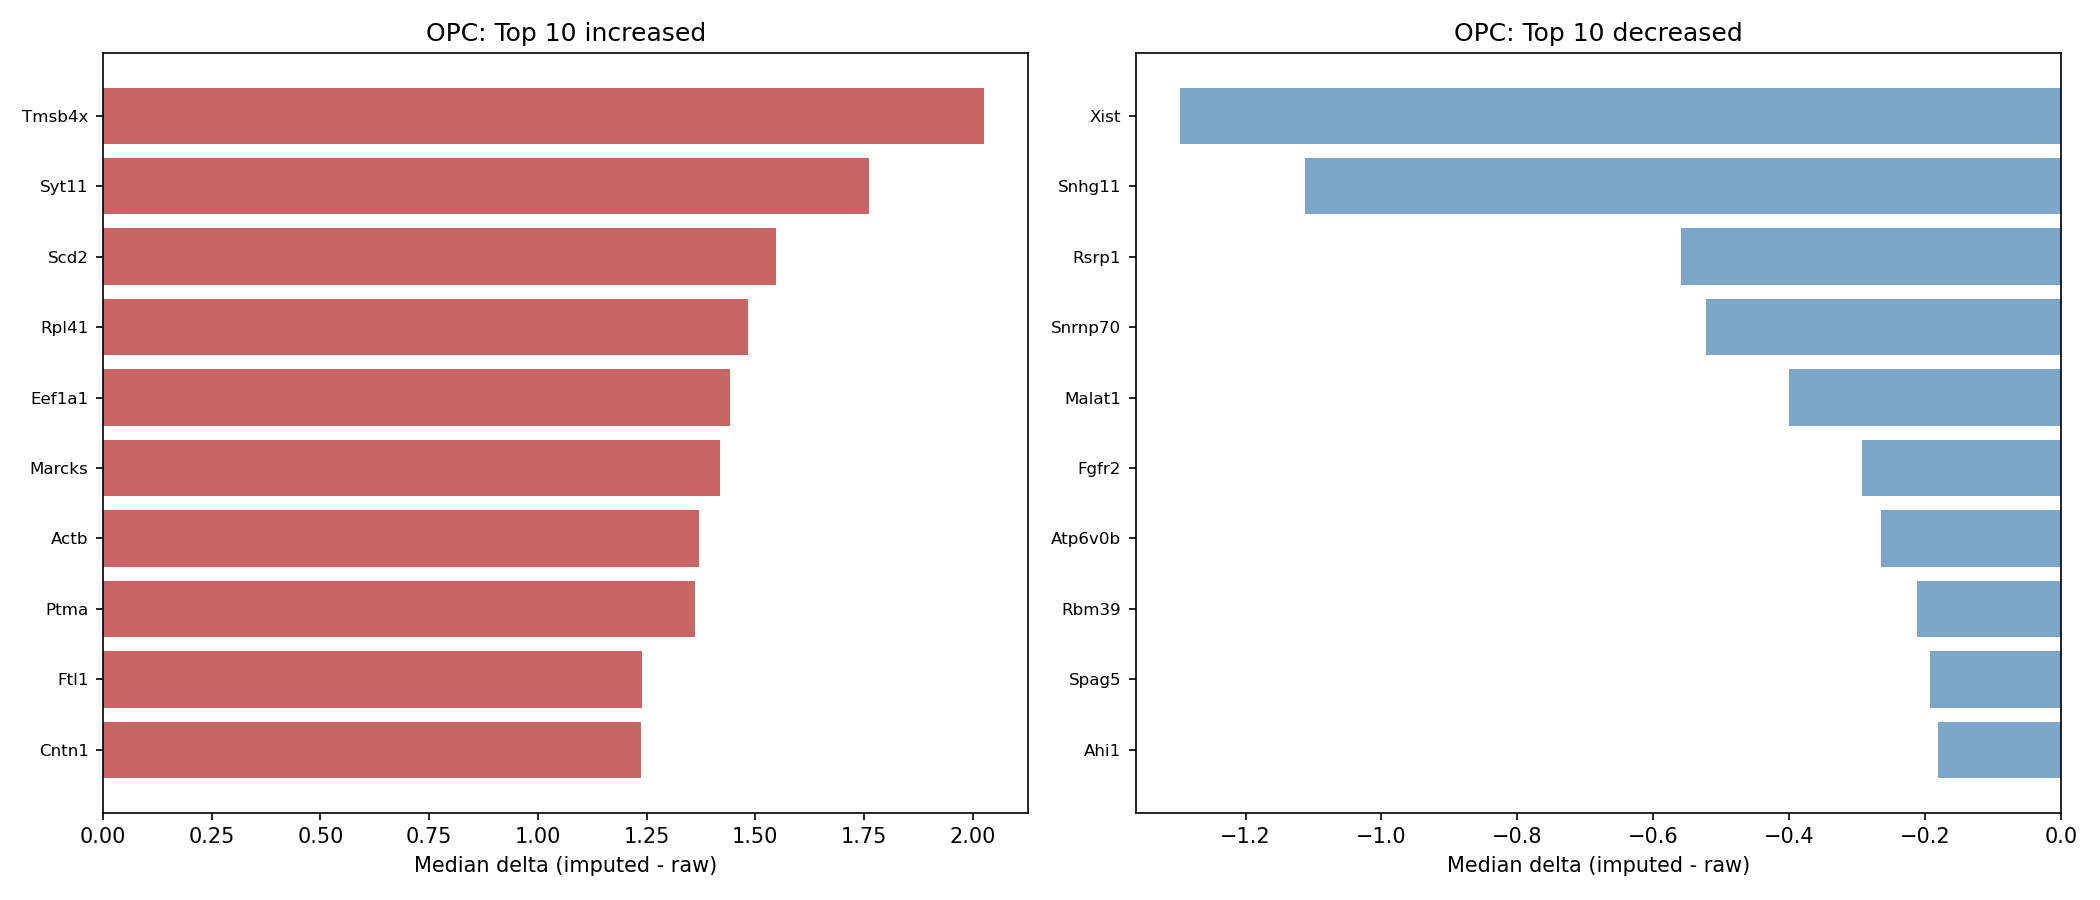 OPC: Top 10 increased
Tmsb4x
Syt11
Scd2
Rpl41
Eef1a1
Marcks
Actb
Ptma
Ftl1
Cntn1
0.00 0.25 0.50 0.75 1.00 1.25 1.50 1.75 2.00
Median delta (imputed - raw)
OPC: Top 10 decreased
Xist
Snhg11
Rsrp1
Snrnp70
Malat1
Fgfr2
Atp6v0b
Rbm39
Spag5
Ahi1
−1.2 −1.0 −0.8 −0.6 −0.4 −0.2 0.0
Median delta (imputed - raw)